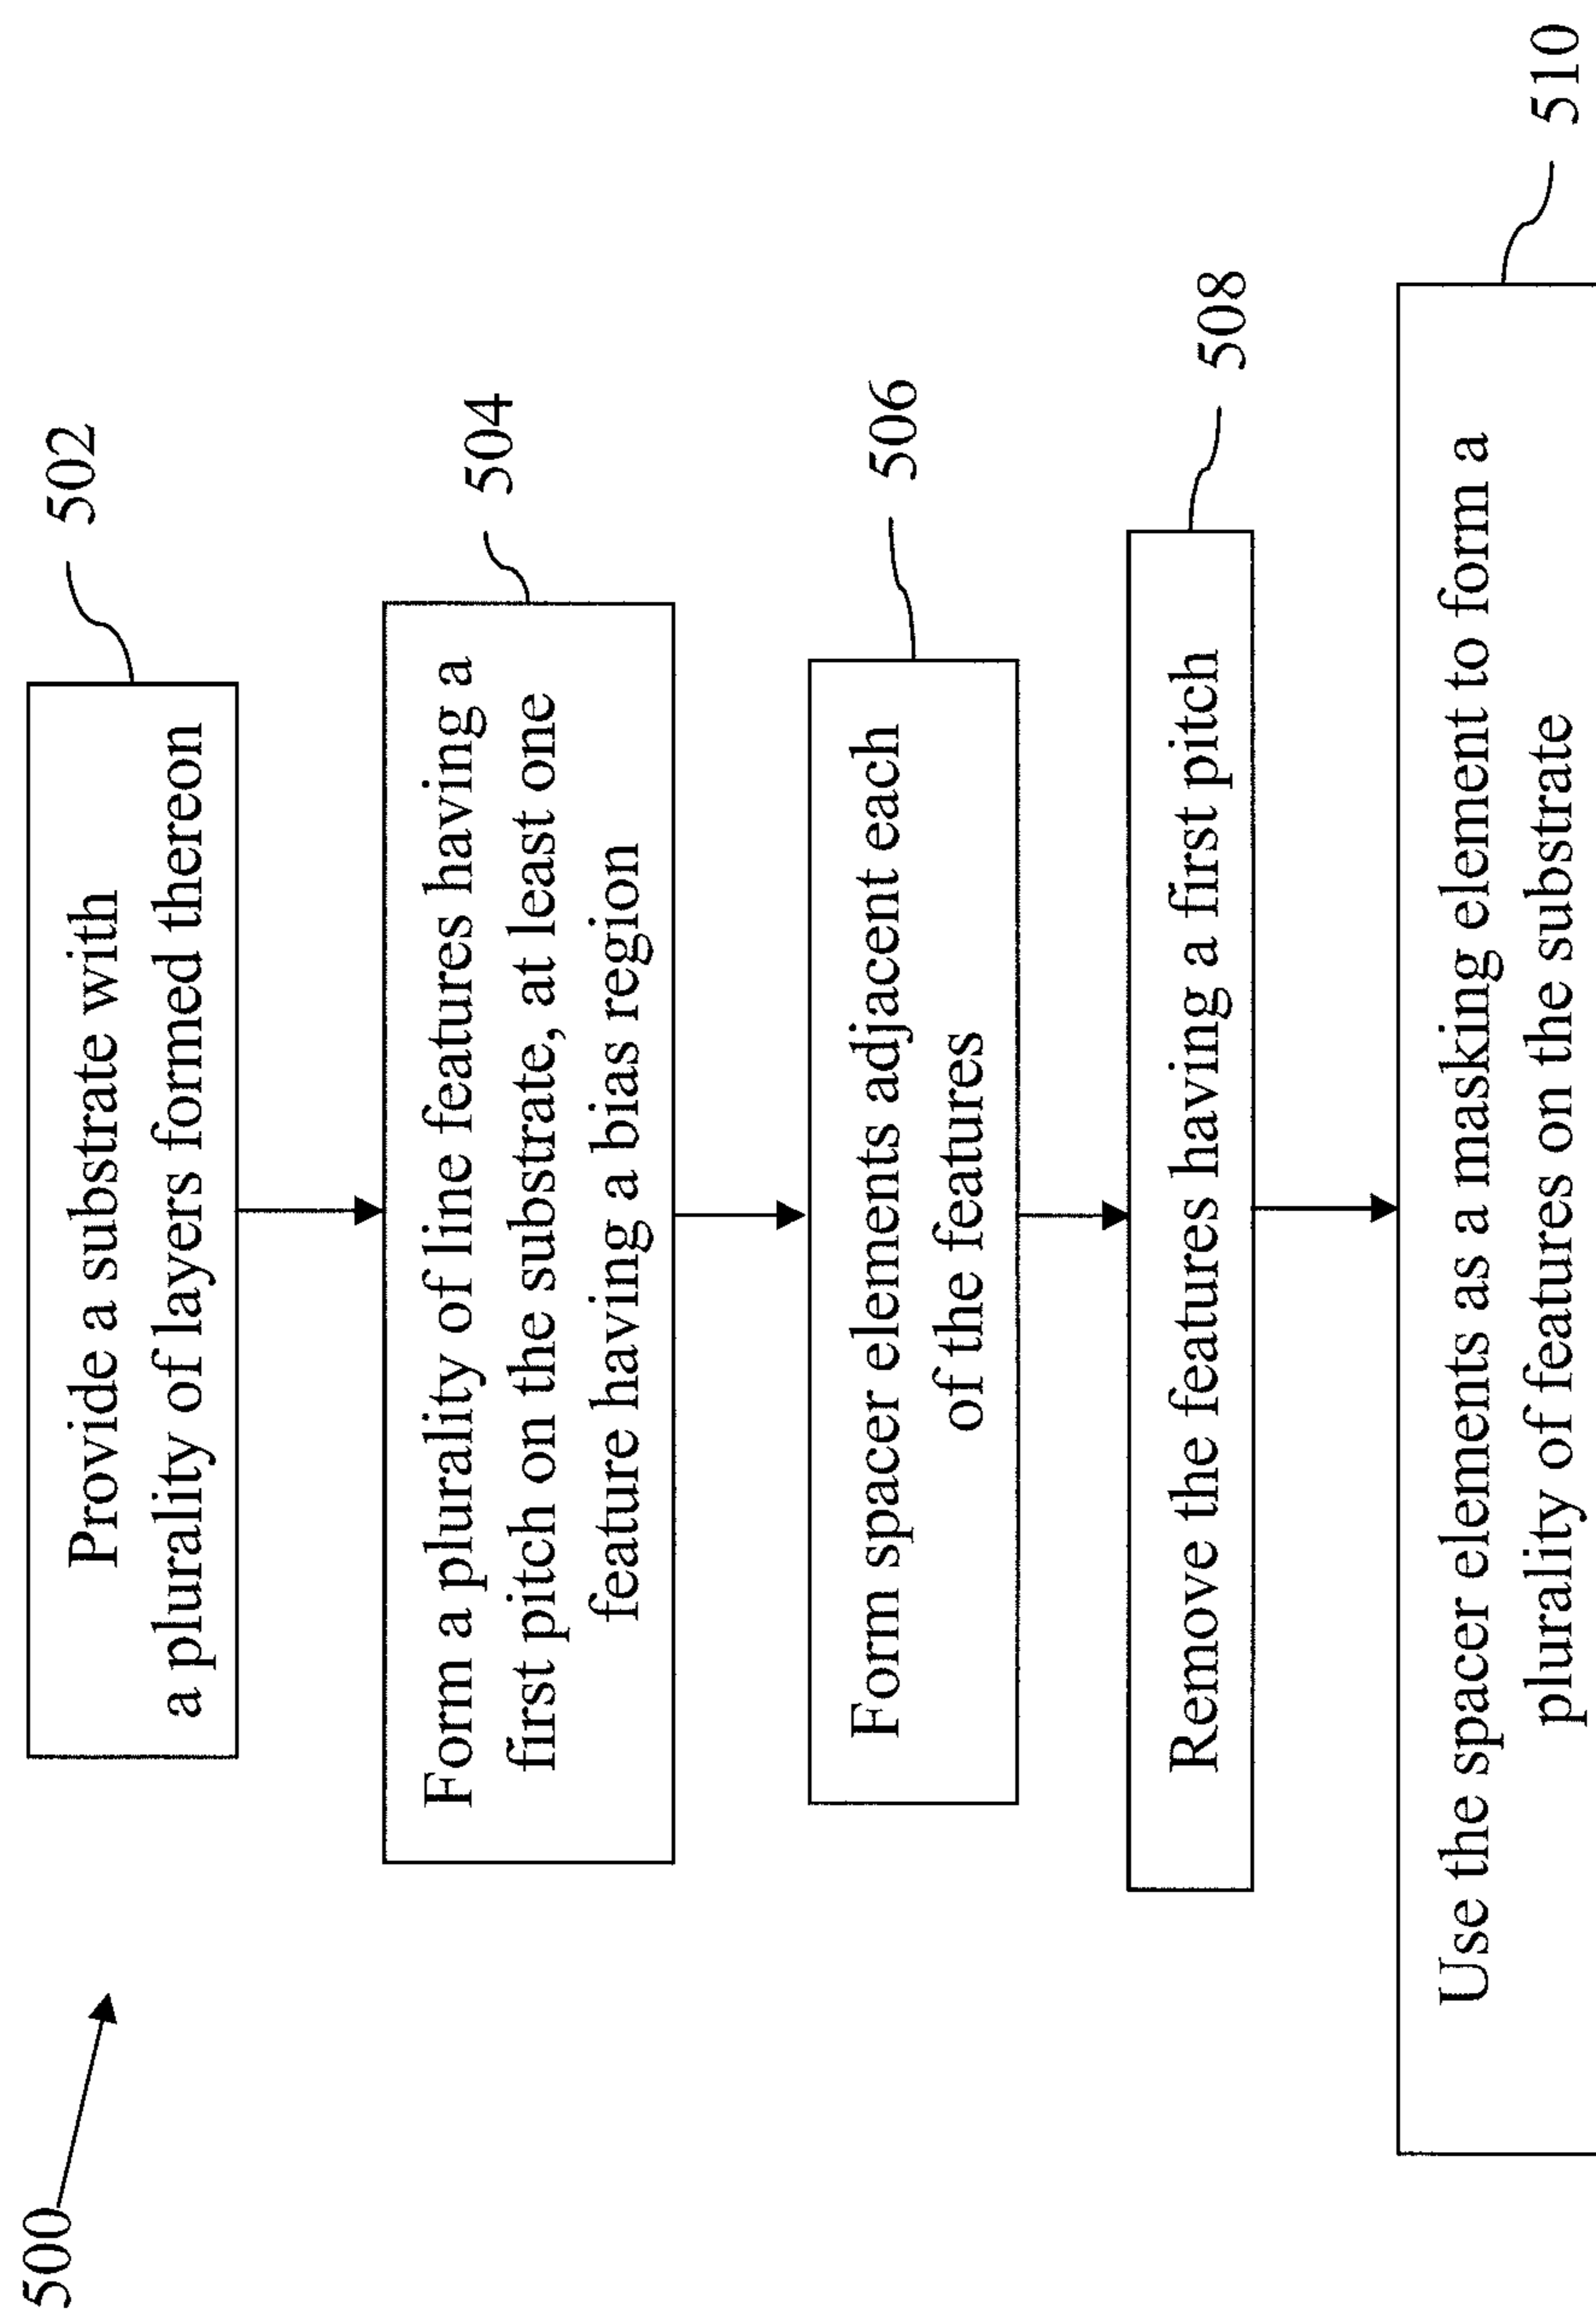 500
Provide a substrate with
a plurality of layers formed thereon
502
Form a plurality of line features having a
first pitch on the substrate, at least one
feature having a bias region
504
Form spacer elements adjacent each
of the features
506
Remove the features having a first pitch
508
Use the spacer elements as a masking element to form a
plurality of features on the substrate
510